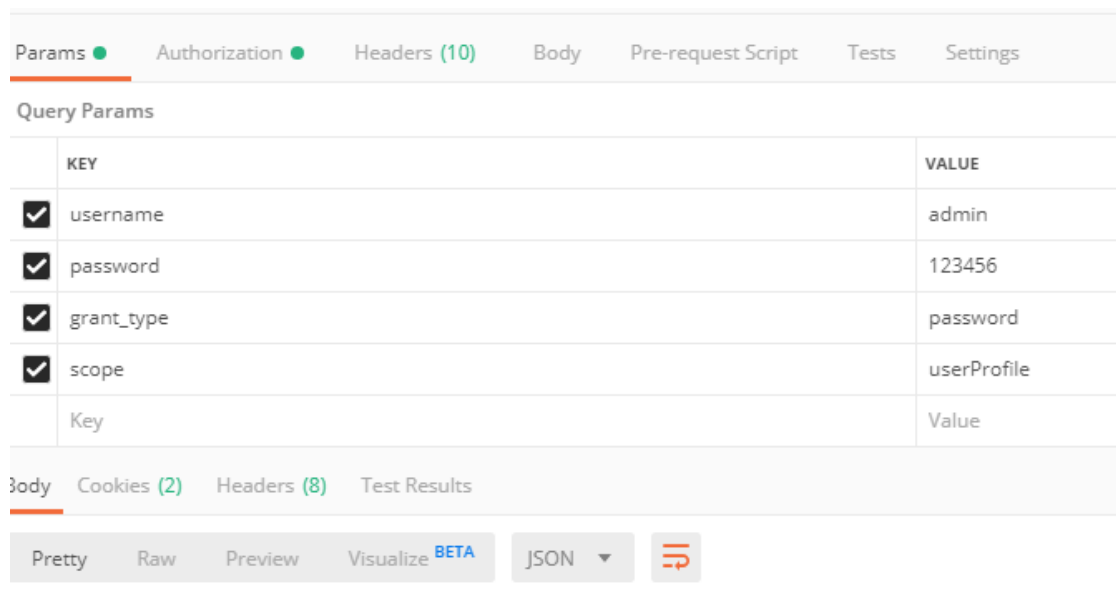 Params Authorization Headers (10) Body Pre-request Script Tests Settings
Query Params
KEY VALUE
username admin
password 123456
grant_type password
scope userProfile
Key Value
Body Cookies (2) Headers (8) Test Results
Pretty Raw Preview Visualize BETA JSON